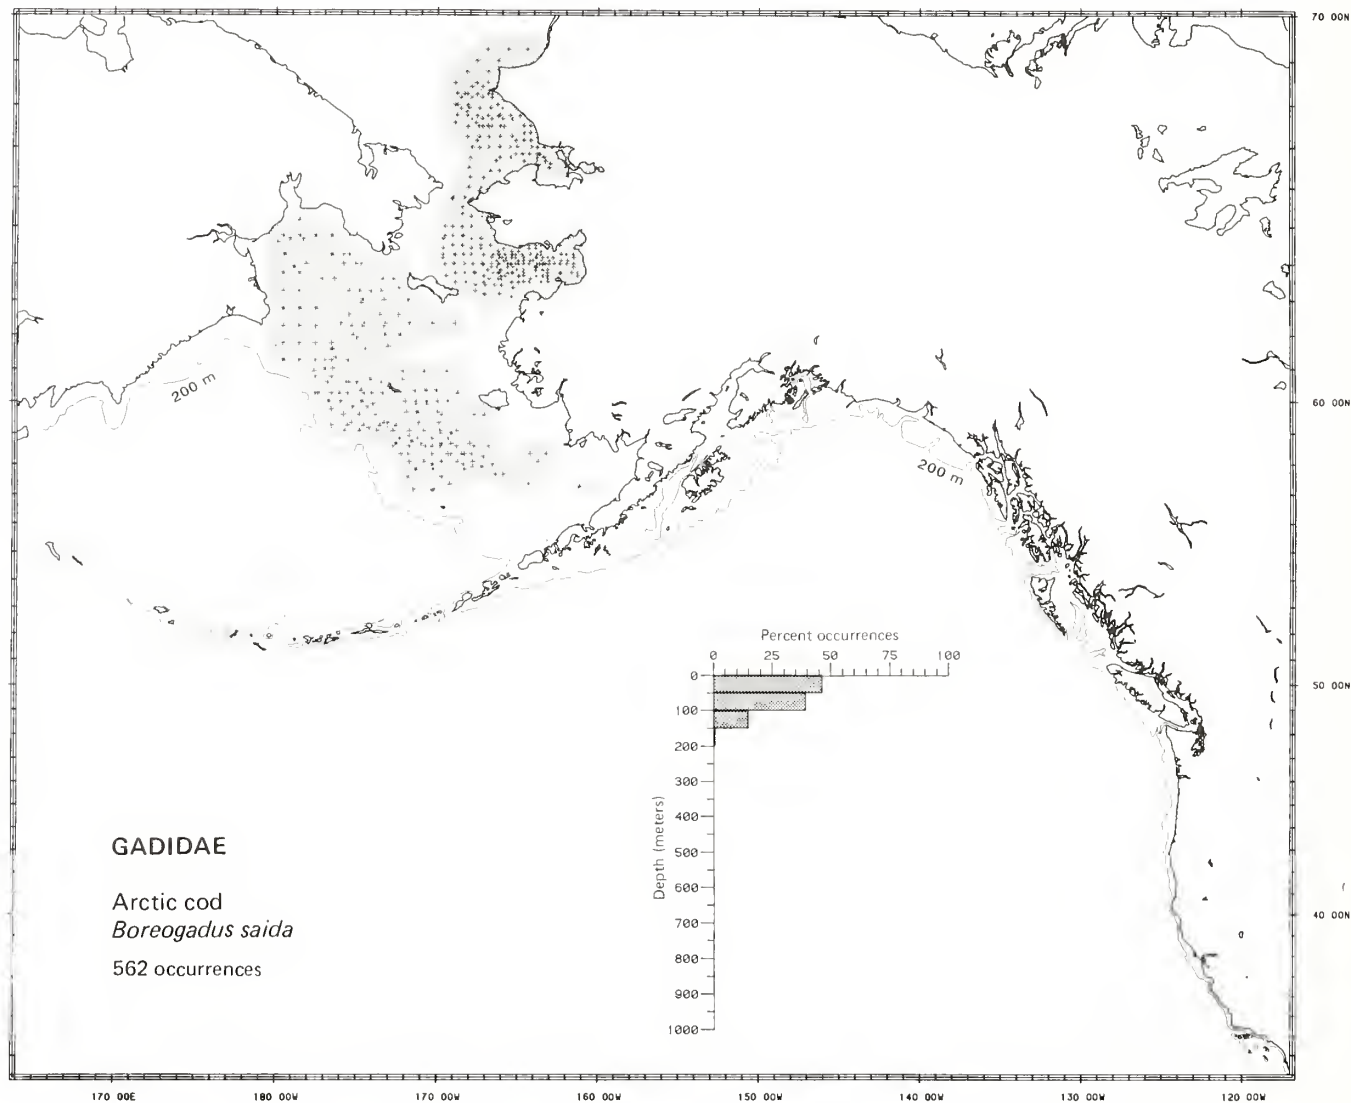 70 00N
200 m
60 00N
200 m
Percent occurrences
0 25 50 75 100
0
100
200
300
400
500
600
700
800
900
1000
Depth (meters)
50 00N
40 00N
GADIDAE
Arctic cod
Boreogadus saida
562 occurrences
170 00E 180 00W 170 00W 160 00W 150 00W 140 00W 130 00W 120 00W